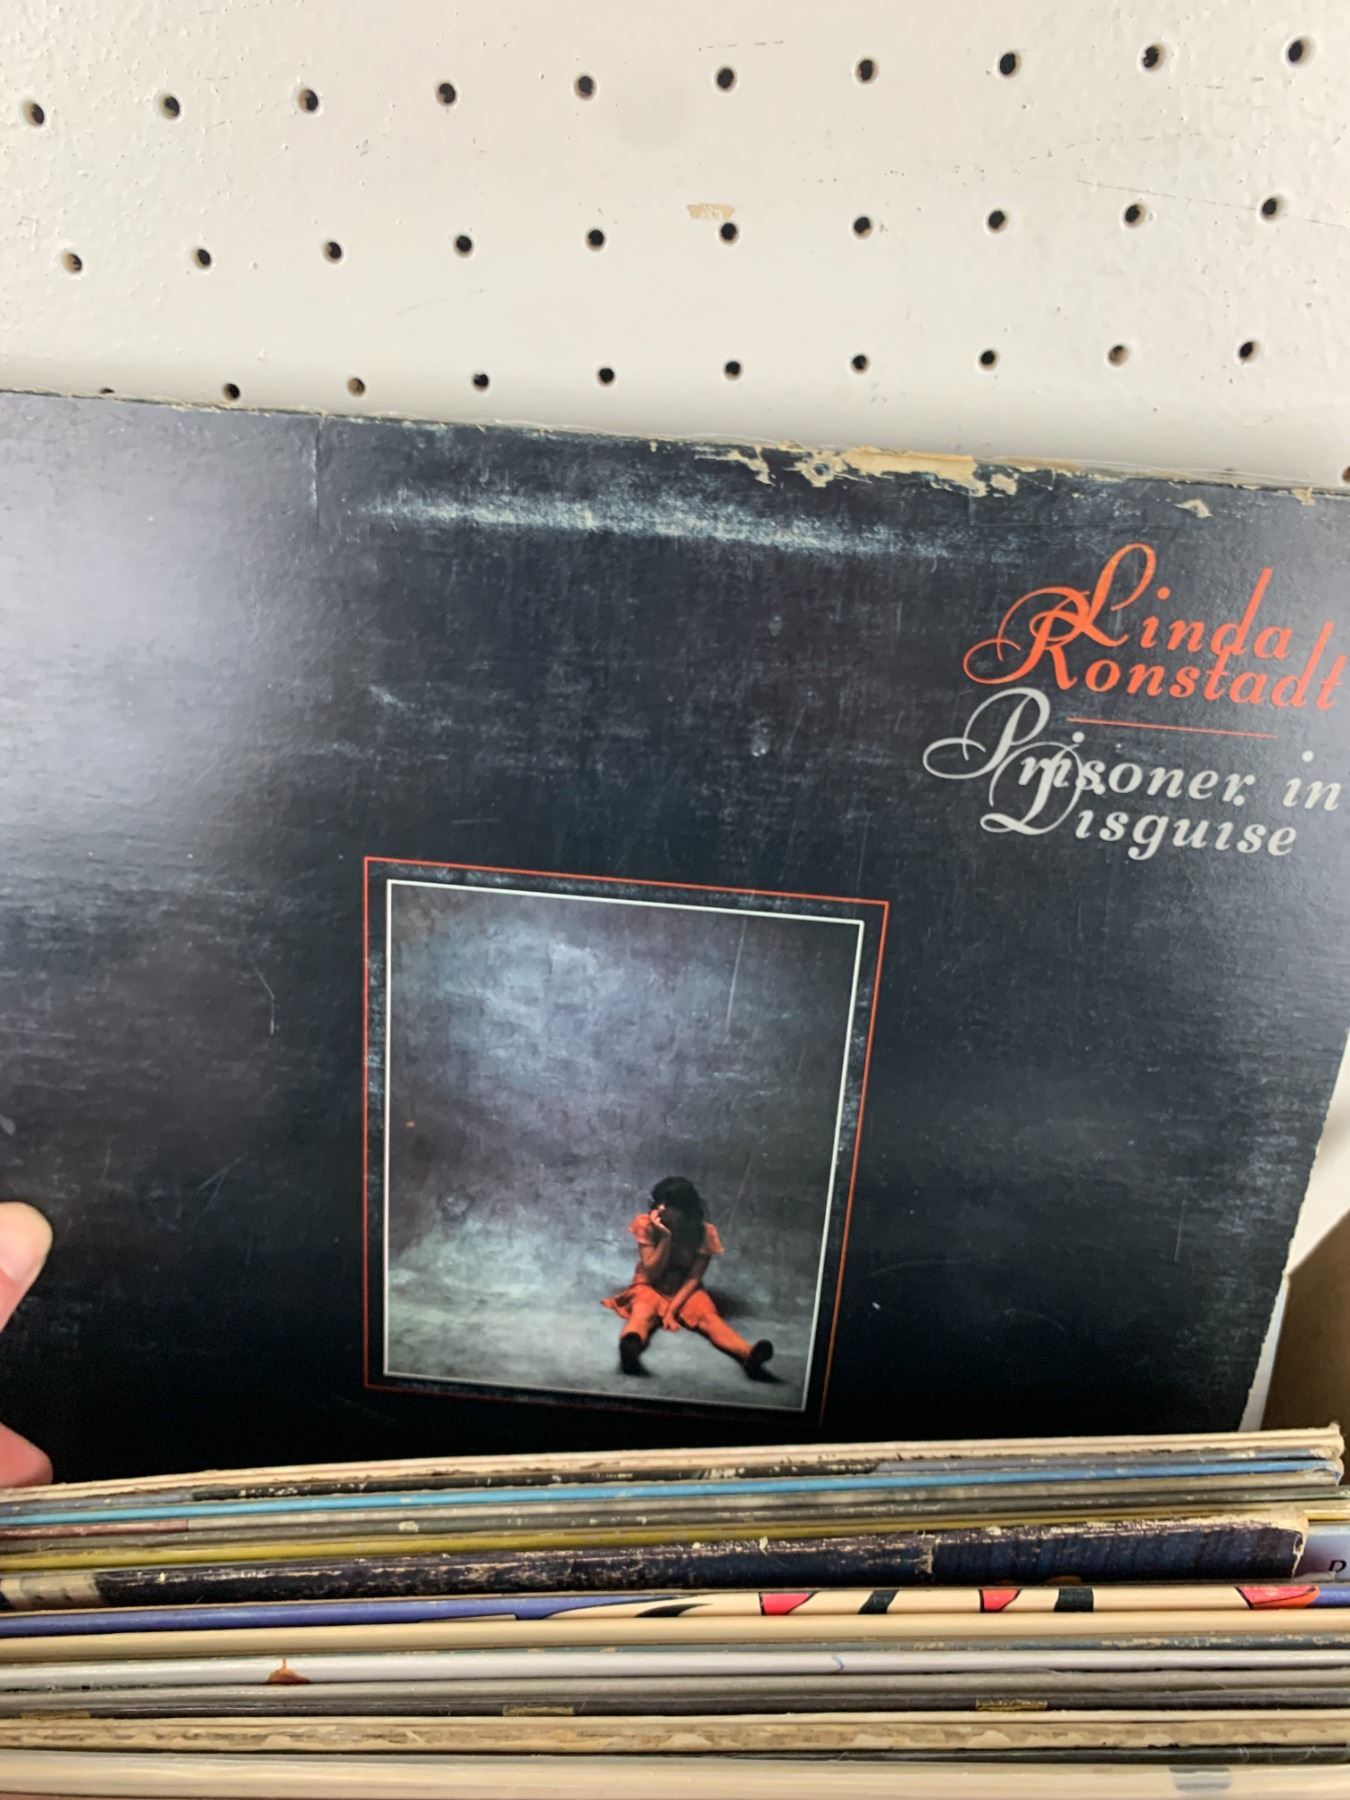 Linda
Ronstadt
Prisoner in
Disguise